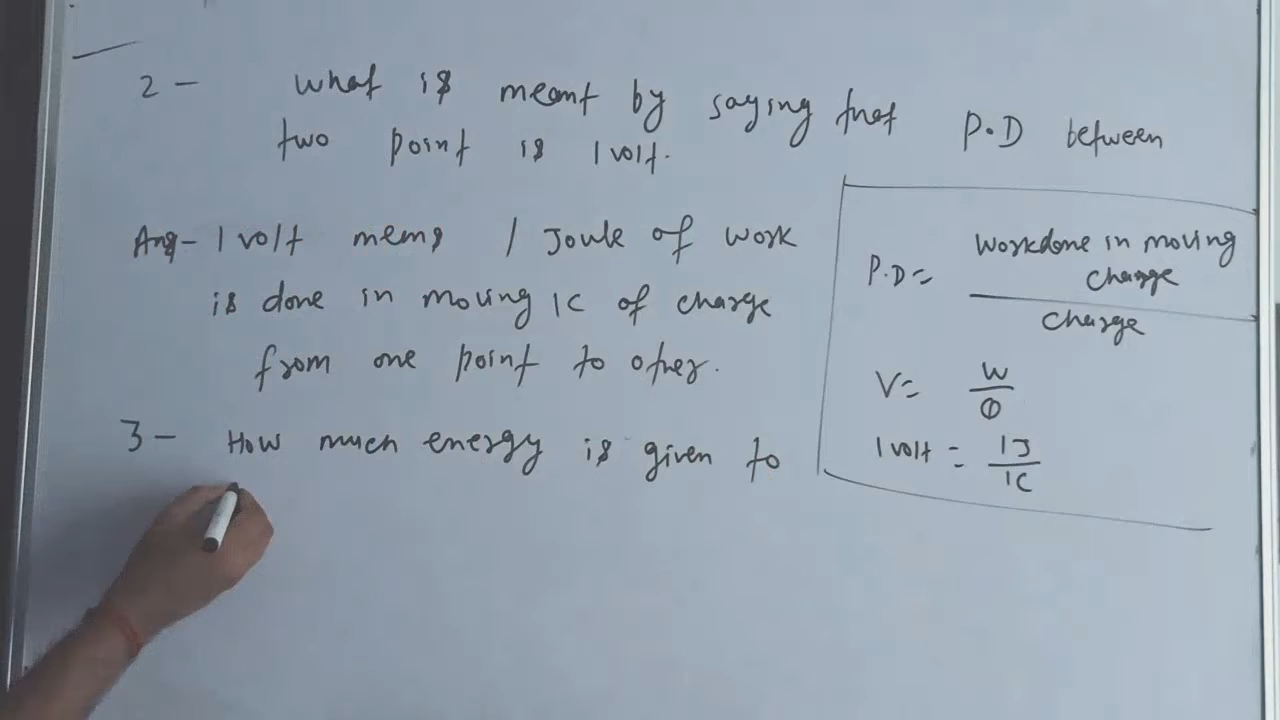 2 - What is meant by saying that P.D between
two point is 1 volt.
Ans - 1 volt mens 1 Joule of work
is done in moving 1C of charge
from one point to other.
P.D = Workdone in moving charge
charge
V = W
Q
1 volt = 1J
1C
3 - How much energy is given to